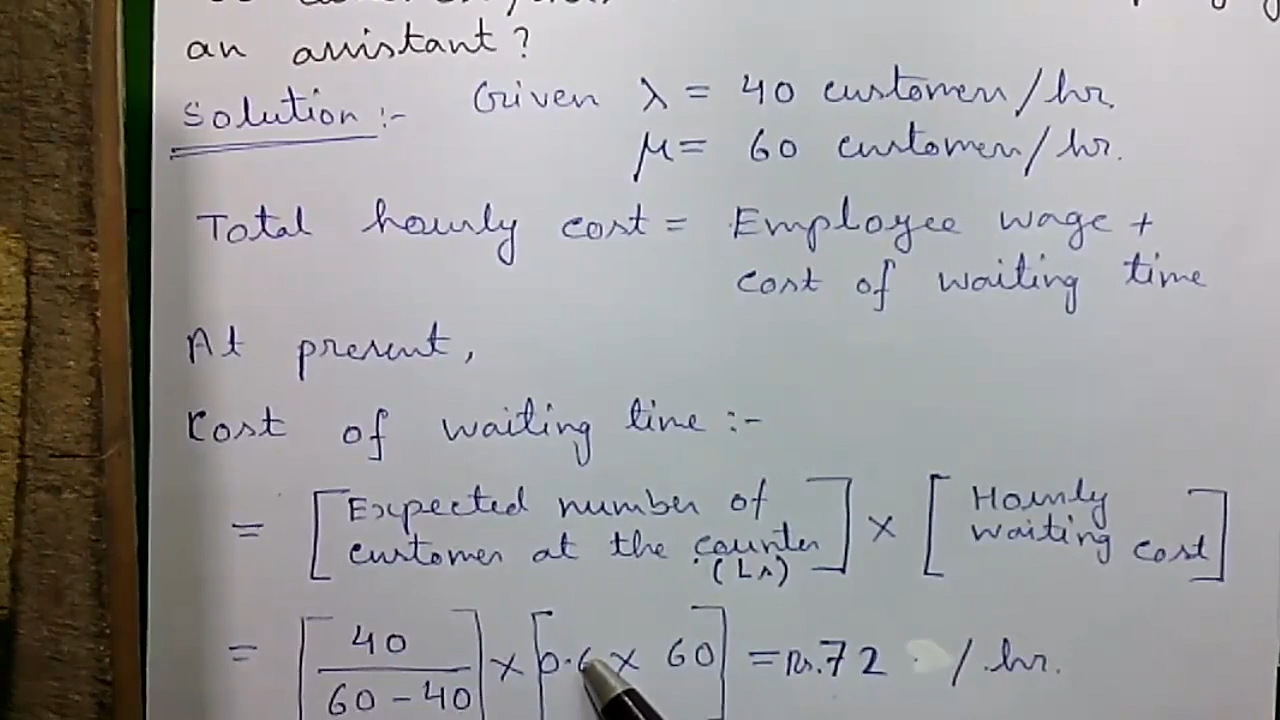 an assistant?
Solution :- Given λ = 40 customers/hr.
μ = 60 customers/hr.
Total hourly cost = Employee wage +
cost of waiting time
At present,
Cost of waiting time :-
= [Expected number of customer at the counter (Ls)] × [Hourly waiting cost]
= [40 / (60 - 40)] × [0.6 × 60] = Rs. 72 / hr.